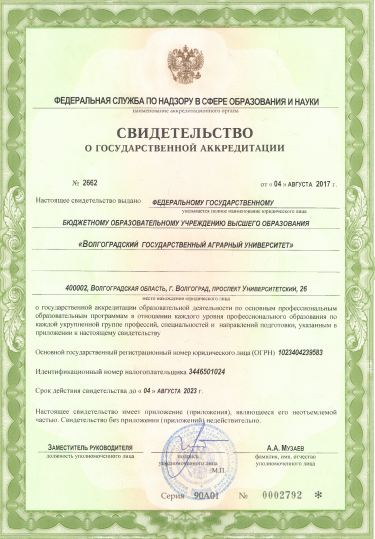 ФЕДЕРАЛЬНАЯ СЛУЖБА ПО НАДЗОРУ В СФЕРЕ ОБРАЗОВАНИЯ И НАУКИ
наименование аккредитационного органа
СВИДЕТЕЛЬСТВО
О ГОСУДАРСТВЕННОЙ АККРЕДИТАЦИИ
№ 2662 от « 04 » АВГУСТА 2017 г.
Настоящее свидетельство выдано ФЕДЕРАЛЬНОМУ ГОСУДАРСТВЕННОМУ
указывается полное наименование юридического лица
БЮДЖЕТНОМУ ОБРАЗОВАТЕЛЬНОМУ УЧРЕЖДЕНИЮ ВЫСШЕГО ОБРАЗОВАНИЯ
«ВОЛГОГРАДСКИЙ ГОСУДАРСТВЕННЫЙ АГРАРНЫЙ УНИВЕРСИТЕТ»
400002, ВОЛГОГРАДСКАЯ ОБЛАСТЬ, Г. ВОЛГОГРАД, ПРОСПЕКТ УНИВЕРСИТЕТСКИЙ, 26
место нахождения юридического лица
о государственной аккредитации образовательной деятельности по основным профессиональным
образовательным программам в отношении каждого уровня профессионального образования по
каждой укрупненной группе профессий, специальностей и направлений подготовки, указанным в
приложении к настоящему свидетельству
Основной государственный регистрационный номер юридического лица (ОГРН) 1023404239583
Идентификационный номер налогоплательщика 3446501024
Срок действия свидетельства до « 04 » АВГУСТА 2023 г.
Настоящее свидетельство имеет приложение (приложения), являющееся его неотъемлемой
частью. Свидетельство без приложения (приложений) недействительно.
ЗАМЕСТИТЕЛЬ РУКОВОДИТЕЛЯ А.А. МУЗАЕВ
должность уполномоченного лица подпись уполномоченного лица фамилия, имя, отчество уполномоченного лица
М.П.
Серия 90А01 № 0002792 *